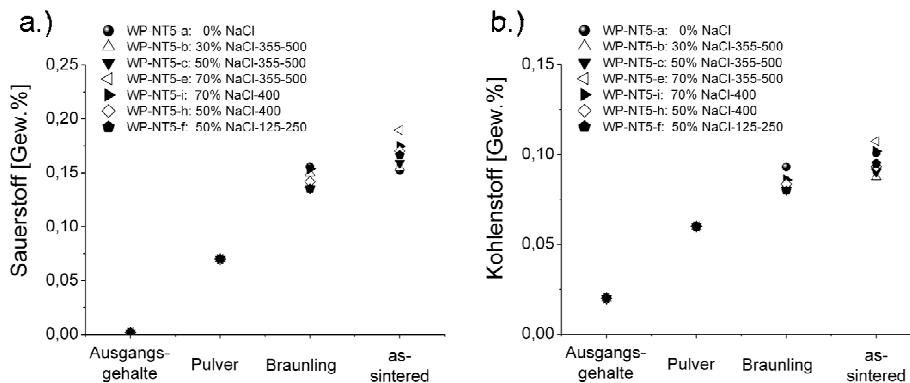 a.)
WP-NT5-a: 0% NaCl
WP-NT5-b: 30% NaCl-355-500
WP-NT5-c: 50% NaCl-355-500
WP-NT5-e: 70% NaCl-355-500
WP-NT5-i: 70% NaCl-400
WP-NT5-h: 50% NaCl-400
WP-NT5-f: 50% NaCl-125-250
Sauerstoff [Gew.%]
0,25
0,20
0,15
0,10
0,05
0,00
Ausgangs-
gehalte
Pulver
Braunling
as-
sintered
b.)
WP-NT5-a: 0% NaCl
WP-NT5-b: 30% NaCl-355-500
WP-NT5-c: 50% NaCl-355-500
WP-NT5-e: 70% NaCl-355-500
WP-NT5-i: 70% NaCl-400
WP-NT5-h: 50% NaCl-400
WP-NT5-f: 50% NaCl-125-250
Kohlenstoff [Gew.%]
0,15
0,10
0,05
0,00
Ausgangs-
gehalte
Pulver
Braunling
as-
sintered